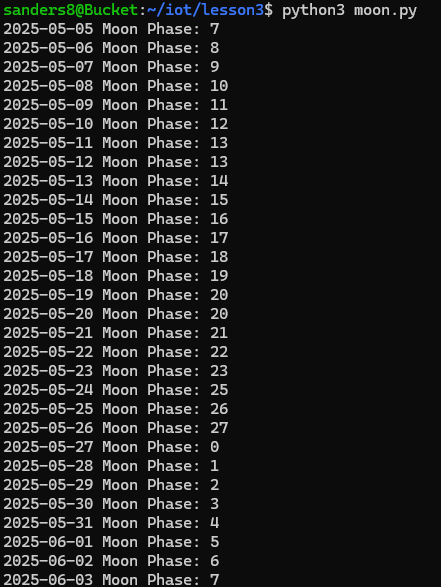 sanders8@Bucket:~/iot/lesson3$ python3 moon.py
2025-05-05 Moon Phase: 7
2025-05-06 Moon Phase: 8
2025-05-07 Moon Phase: 9
2025-05-08 Moon Phase: 10
2025-05-09 Moon Phase: 11
2025-05-10 Moon Phase: 12
2025-05-11 Moon Phase: 13
2025-05-12 Moon Phase: 13
2025-05-13 Moon Phase: 14
2025-05-14 Moon Phase: 15
2025-05-15 Moon Phase: 16
2025-05-16 Moon Phase: 17
2025-05-17 Moon Phase: 18
2025-05-18 Moon Phase: 19
2025-05-19 Moon Phase: 20
2025-05-20 Moon Phase: 20
2025-05-21 Moon Phase: 21
2025-05-22 Moon Phase: 22
2025-05-23 Moon Phase: 23
2025-05-24 Moon Phase: 25
2025-05-25 Moon Phase: 26
2025-05-26 Moon Phase: 27
2025-05-27 Moon Phase: 0
2025-05-28 Moon Phase: 1
2025-05-29 Moon Phase: 2
2025-05-30 Moon Phase: 3
2025-05-31 Moon Phase: 4
2025-06-01 Moon Phase: 5
2025-06-02 Moon Phase: 6
2025-06-03 Moon Phase: 7